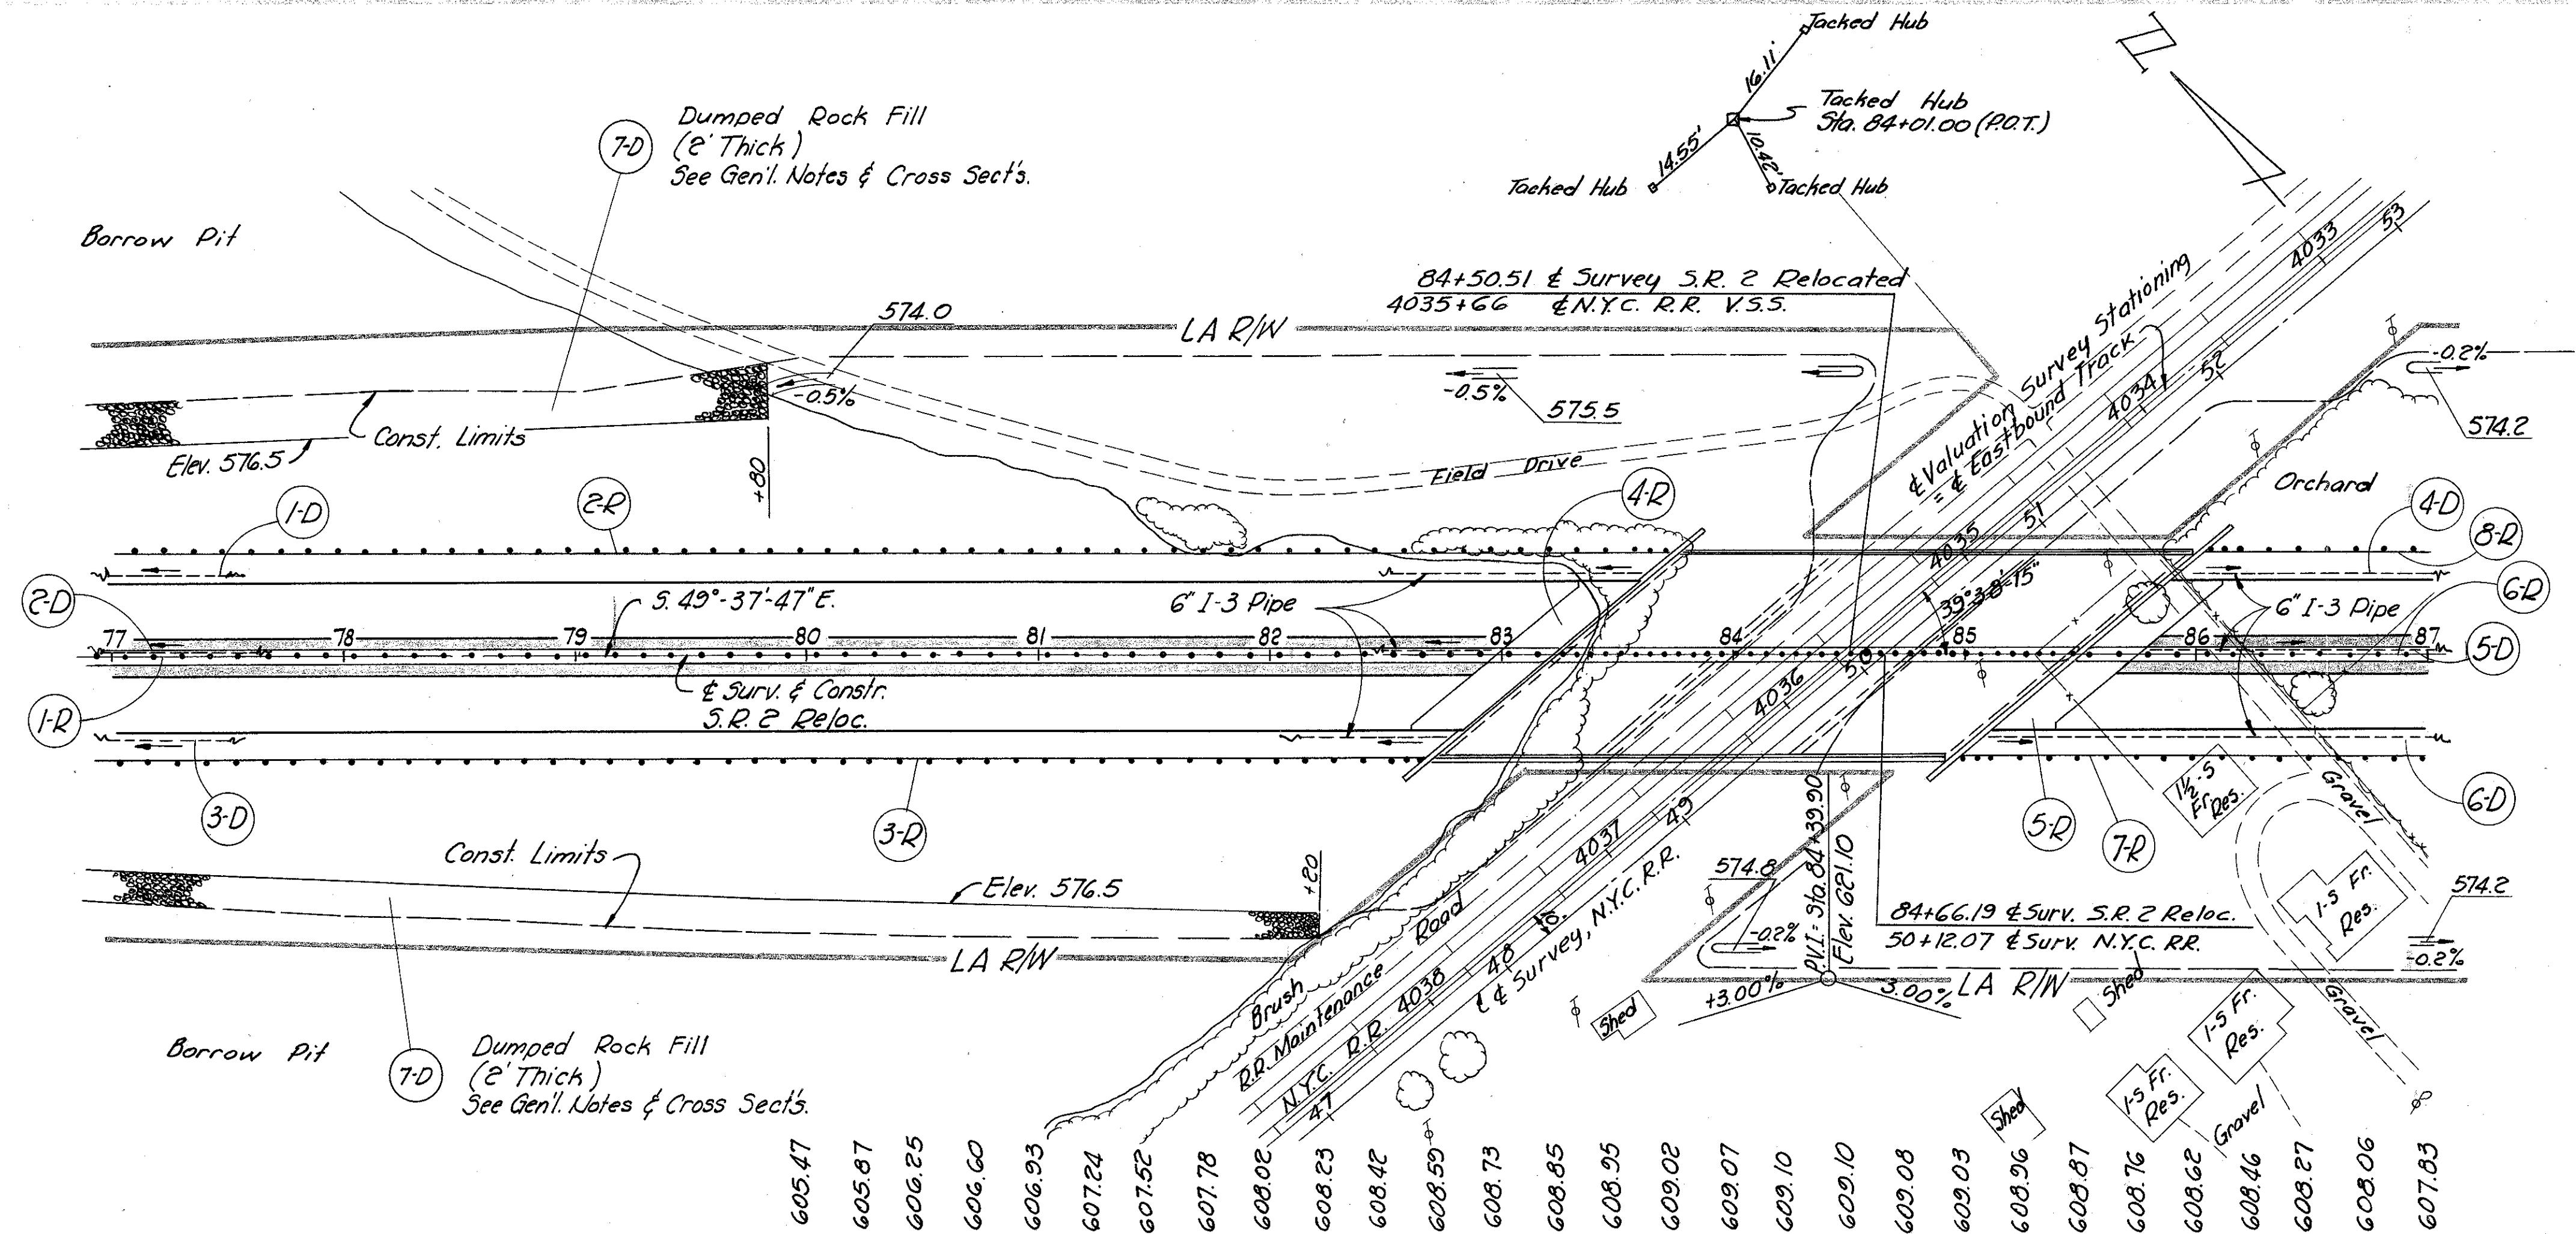 Tacked Hub
16.11'
Tacked Hub
Sta. 84+01.00 (P.O.T.)
14.55'
10.42'
Tacked Hub
Tacked Hub
7-D
Dumped Rock Fill
(2' Thick)
See Gen'l. Notes & Cross Sect's.
Borrow Pit
574.0
-0.5%
LA R/W
84+50.51 ℄ Survey S.R. 2 Relocated
4035+66 ℄ N.Y.C. R.R. V.S.S.
-0.5%
575.5
℄ Valuation Survey Stationing
= ℄ Eastbound Track
4033
53
4034
52
-0.2%
574.2
Const. Limits
Elev. 576.5
+80
Field Drive
Orchard
1-D
2-R
4-R
4-D
8-R
51
4035
39°38'-15"
2-D
S. 49°-37'-47" E.
6" I-3 Pipe
6" I-3 Pipe
6-R
77
78
79
80
81
82
83
84
85
86
87
5-D
50
4036
℄ Surv. & Constr.
S.R. 2 Reloc.
1-R
3-D
3-R
5-R
7-R
6-D
1½-S
Fr. Res.
Gravel
4037
49
P.V.I. = Sta. 84+39.90
Elev. 621.10
Const. Limits
Elev. 576.5
+20
574.8
-0.2%
84+66.19 ℄ Surv. S.R. 2 Reloc.
50+12.07 ℄ Surv. N.Y.C. RR.
1-S Fr.
Res.
574.2
-0.2%
LA R/W
LA R/W
+3.00%
3.00%
Brush
R.R. Maintenance Road
N.Y.C. R.R.
4038
48
47
℄ Survey, N.Y.C. R.R.
Shed
Shed
1-S Fr.
Res.
Gravel
1-S Fr.
Res.
Shed
Gravel
Borrow Pit
7-D
Dumped Rock Fill
(2' Thick)
See Gen'l. Notes & Cross Sect's.
605.47
605.87
606.25
606.60
606.93
607.24
607.52
607.78
608.02
608.23
608.42
608.59
608.73
608.85
608.95
609.02
609.07
609.10
609.10
609.08
609.03
608.96
608.87
608.76
608.62
608.46
608.27
608.06
607.83